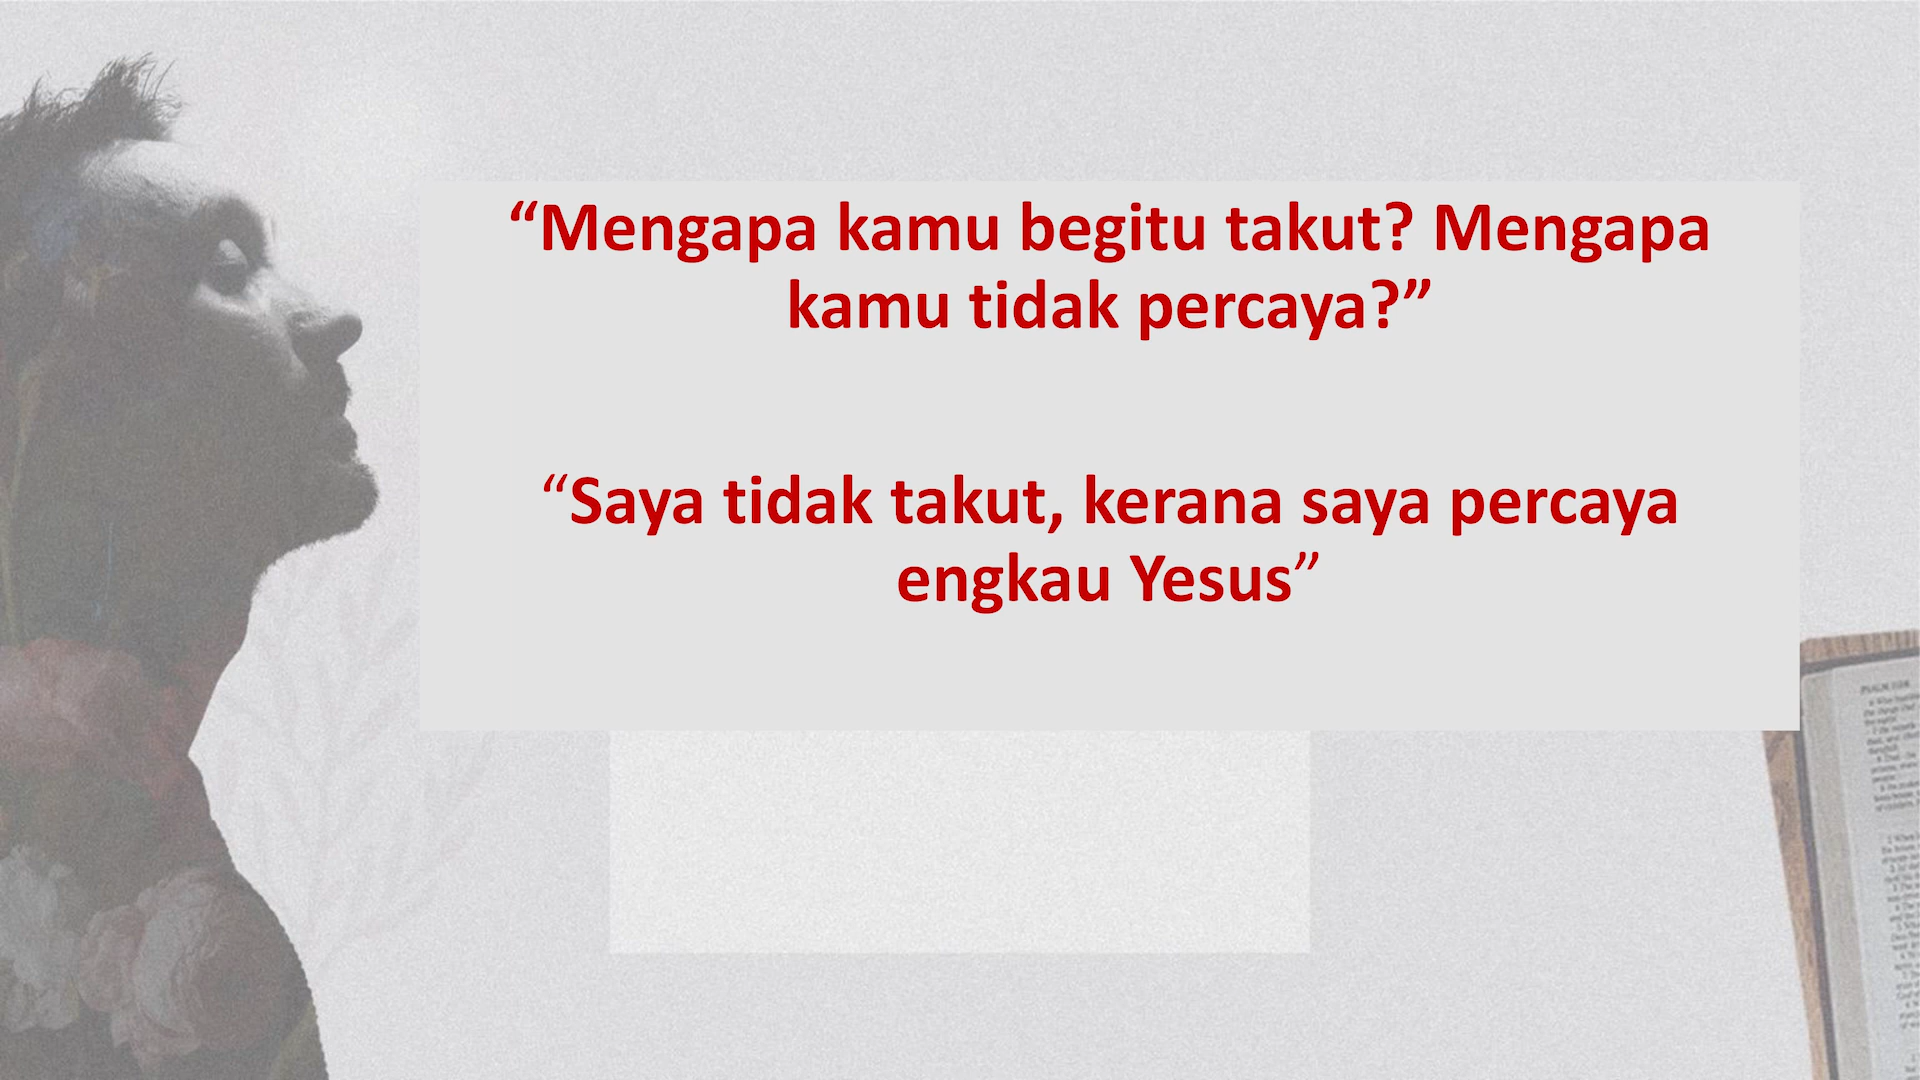 “Mengapa kamu begitu takut? Mengapa
kamu tidak percaya?”
“Saya tidak takut, kerana saya percaya
engkau Yesus”